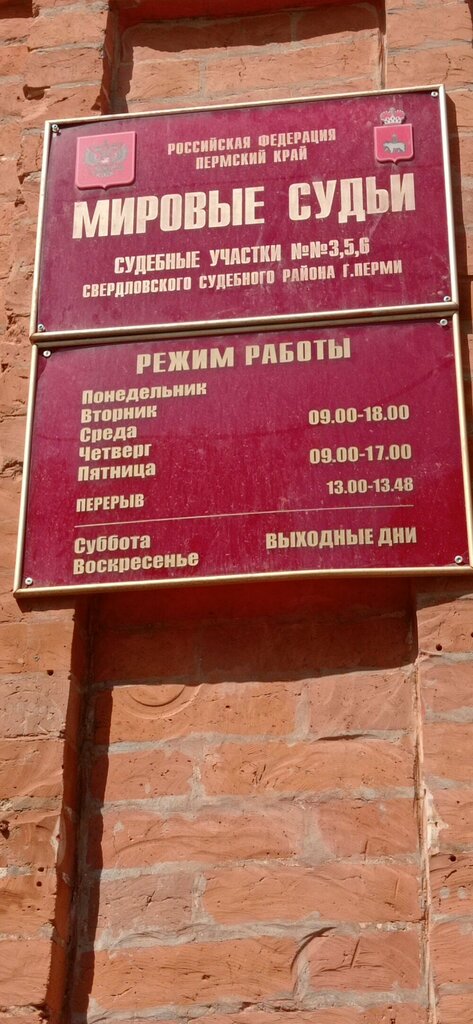 РОССИЙСКАЯ ФЕДЕРАЦИЯ
ПЕРМСКИЙ КРАЙ
МИРОВЫЕ СУДЬИ
СУДЕБНЫЕ УЧАСТКИ №№3,5,6
СВЕРДЛОВСКОГО СУДЕБНОГО РАЙОНА Г.ПЕРМИ
РЕЖИМ РАБОТЫ
Понедельник
Вторник 09.00-18.00
Среда
Четверг
Пятница 09.00-17.00
ПЕРЕРЫВ 13.00-13.48
Суббота ВЫХОДНЫЕ ДНИ
Воскресенье